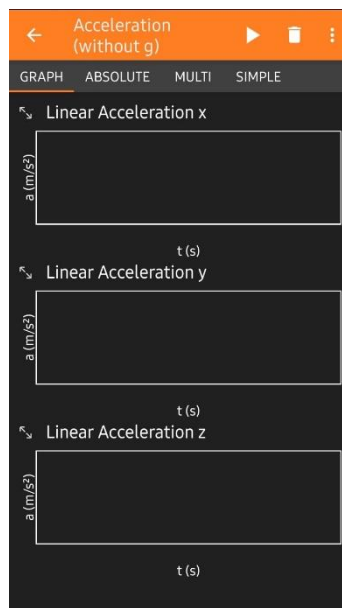 Acceleration
(without g)
GRAPH ABSOLUTE MULTI SIMPLE
Linear Acceleration x
a (m/s²)
t (s)
Linear Acceleration y
a (m/s²)
t (s)
Linear Acceleration z
a (m/s²)
t (s)